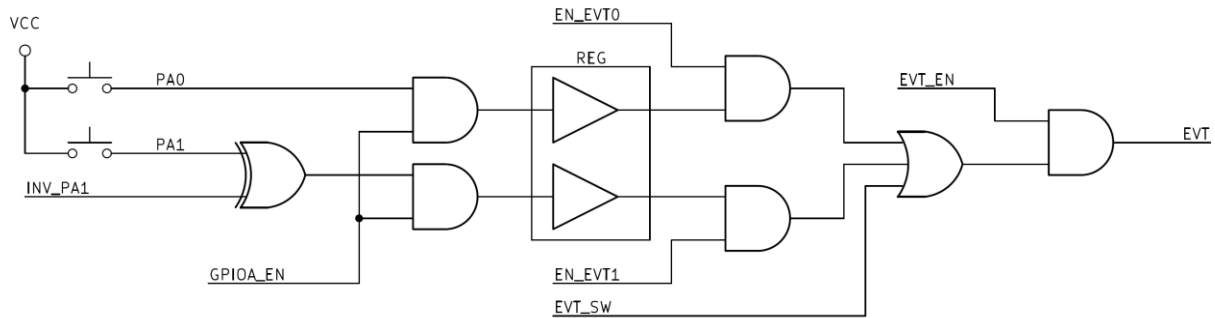 VCC
EN_EVT0
REG
PA0
EVT_EN
EVT
PA1
INV_PA1
GPIOA_EN
EN_EVT1
EVT_SW